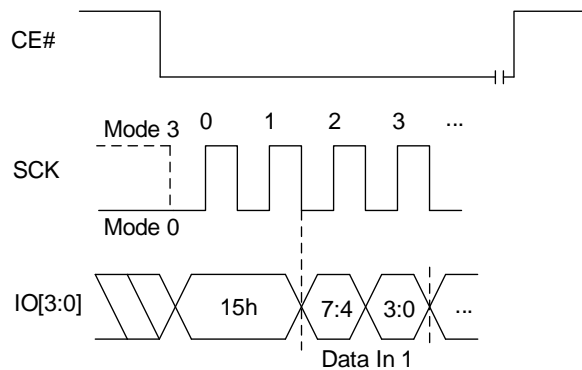 CE#
Mode 3 0 1 2 3 ...
SCK
Mode 0
IO[3:0] 15h 7:4 3:0 ...
Data In 1